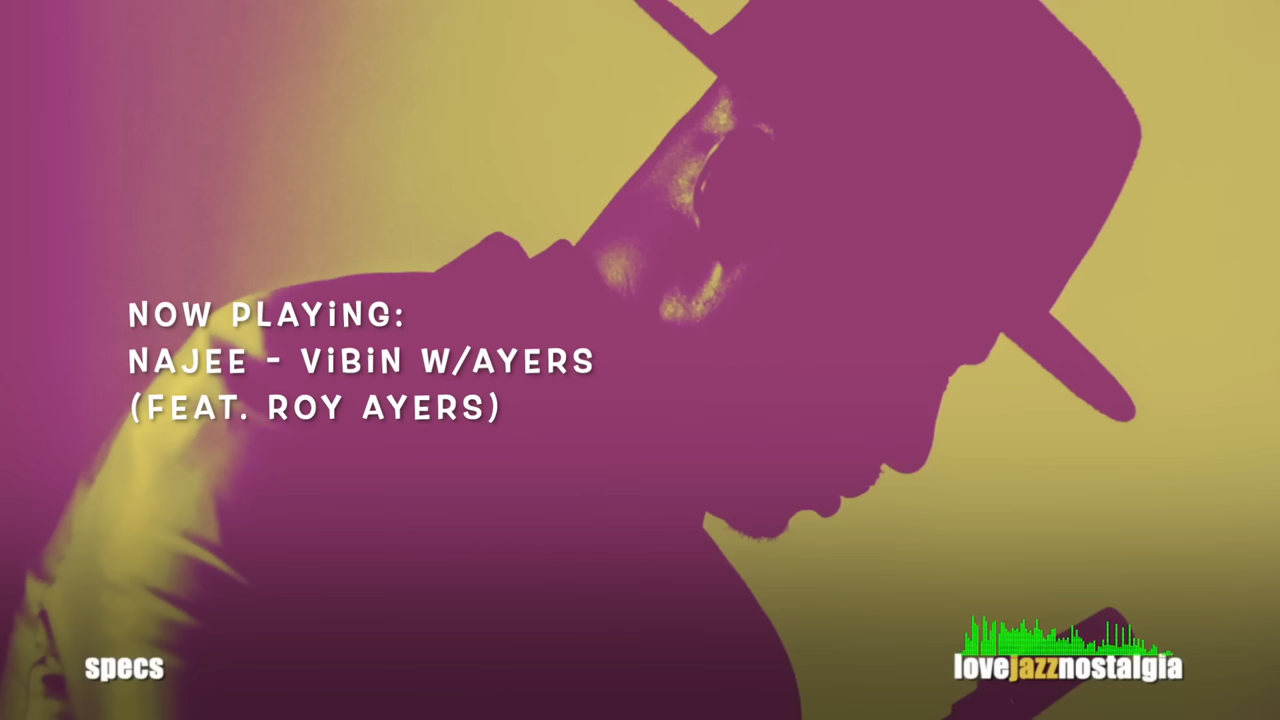 NOW PLAYiNG:
NAJEE - ViBiN W/AYERS
(FEAT. ROY AYERS)
specs
lovejazznostalgia